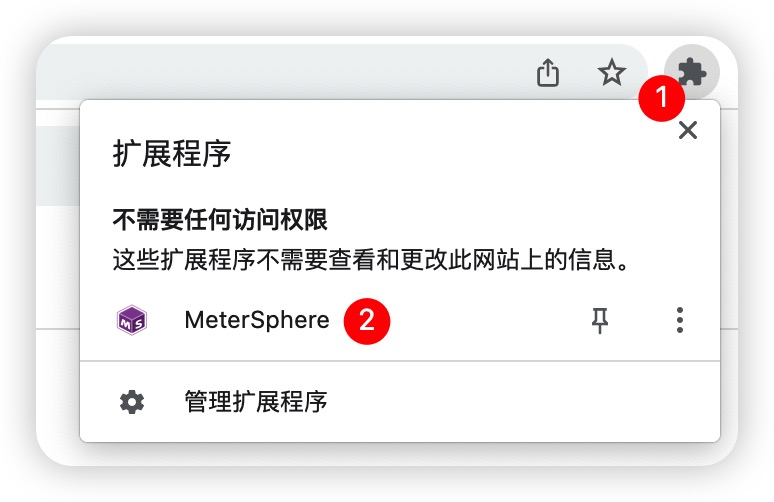 1
扩展程序
不需要任何访问权限
这些扩展程序不需要查看和更改此网站上的信息。
MS MeterSphere 2
管理扩展程序